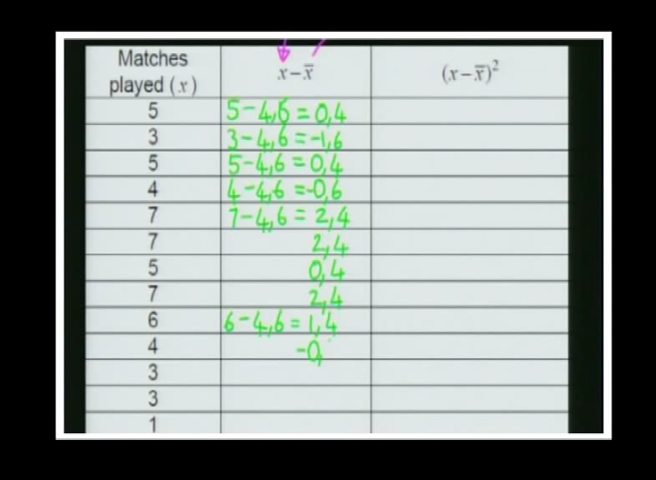 Matches played (x) x – x̄ (x – x̄)²
5 5 – 4,6 = 0,4
3 3 – 4,6 = -1,6
5 5 – 4,6 = 0,4
4 4 – 4,6 = -0,6
7 7 – 4,6 = 2,4
7 2,4
5 0,4
7 2,4
6 6 – 4,6 = 1,4
4 -0,
3
3
1